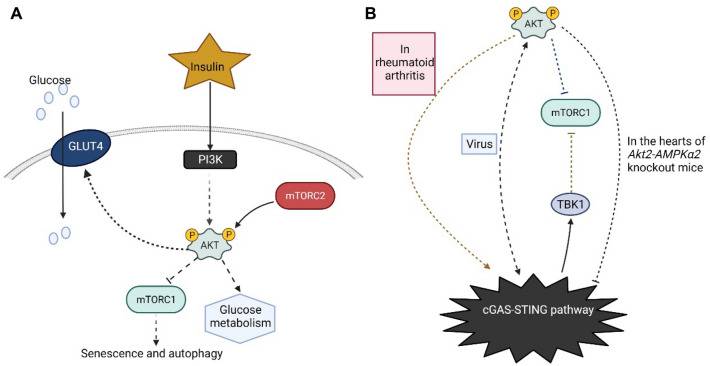 A
Insulin
Glucose
GLUT4
PI3K
mTORC2
P
P
AKT
mTORC1
Glucose
metabolism
Senescence and autophagy
B
P
P
AKT
In
rheumatoid
arthritis
mTORC1
Virus
In the hearts of
Akt2-AMPKα2
knockout mice
TBK1
cGAS-STING pathway